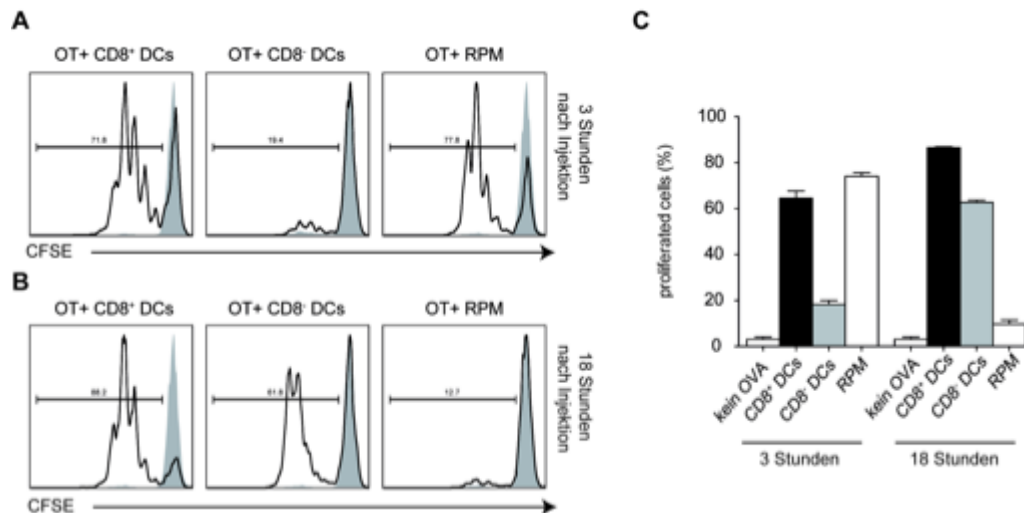 A
OT+ CD8⁺ DCs
OT+ CD8⁻ DCs
OT+ RPM
71.8
19.4
77.8
3 Stunden
nach Injektion
CFSE
B
OT+ CD8⁺ DCs
OT+ CD8⁻ DCs
OT+ RPM
61.8
12.7
18 Stunden
nach Injektion
CFSE
C
proliferated cells (%)
100
80
60
40
20
0
kein OVA
CD8⁺ DCs
CD8⁻ DCs
RPM
kein OVA
CD8⁺ DCs
CD8⁻ DCs
RPM
3 Stunden
18 Stunden